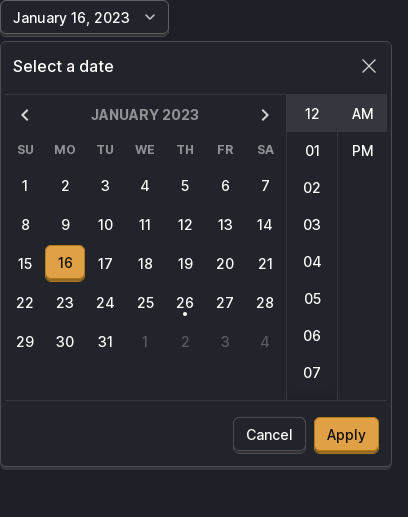 January 16, 2023
Select a date
JANUARY 2023
SU MO TU WE TH FR SA
1 2 3 4 5 6 7
8 9 10 11 12 13 14
15 16 17 18 19 20 21
22 23 24 25 26 27 28
29 30 31 1 2 3 4
12 AM
01 PM
02
03
04
05
06
07
Cancel Apply